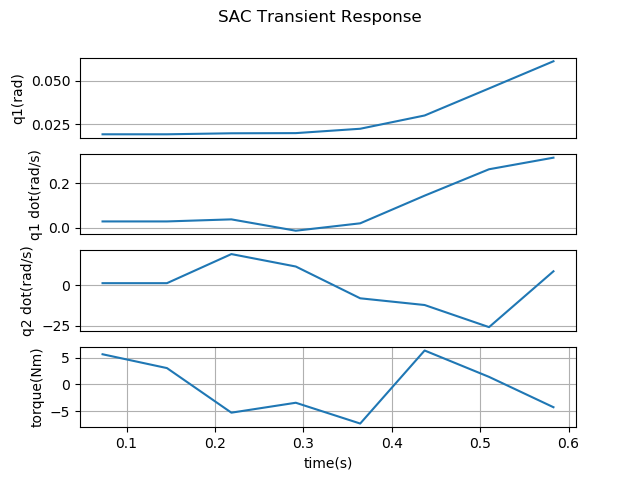 SAC Transient Response
q1(rad)
0.050
0.025
q1 dot(rad/s)
0.2
0.0
q2 dot(rad/s)
0
−25
torque(Nm)
5
0
−5
0.1 0.2 0.3 0.4 0.5 0.6
time(s)